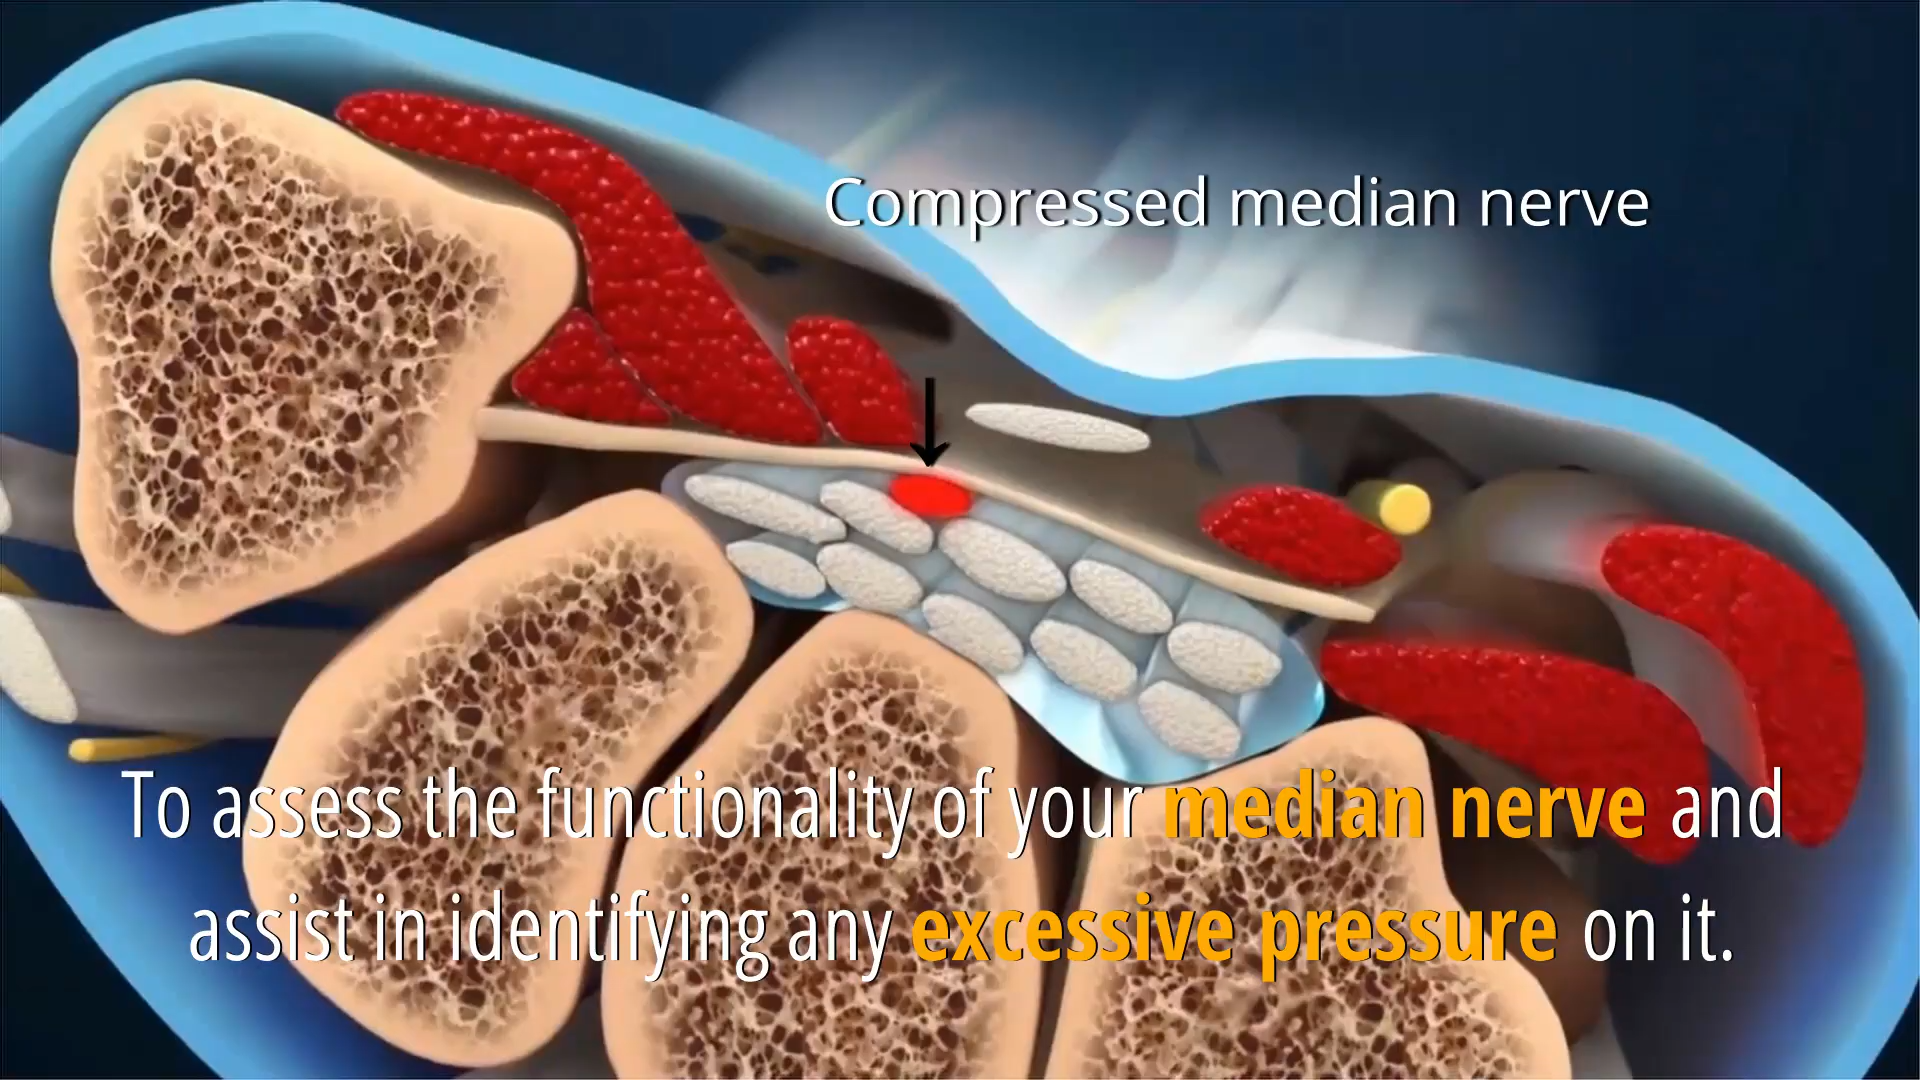 Compressed median nerve
To assess the functionality of your median nerve and
assist in identifying any excessive pressure on it.